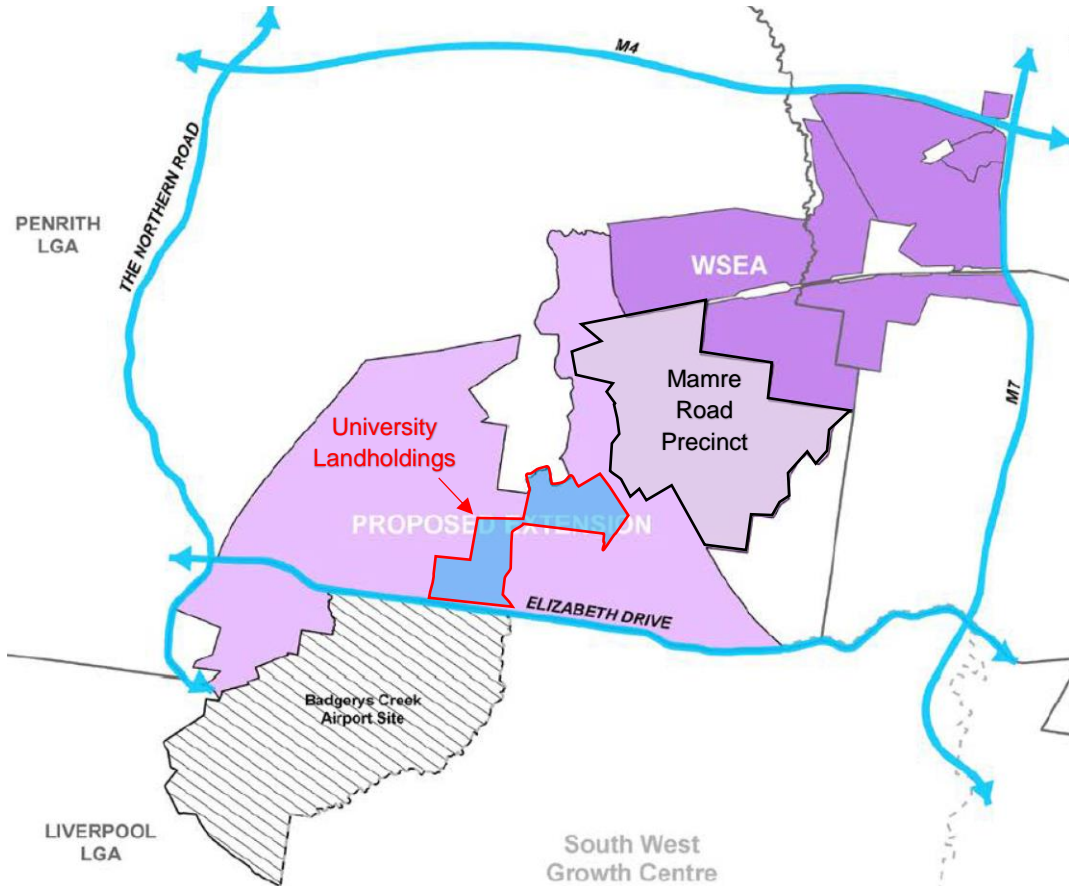 M4
THE NORTHERN ROAD
PENRITH
LGA
WSEA
Mamre
Road
Precinct
M7
University
Landholdings
PROPOSED EXTENSION
ELIZABETH DRIVE
Badgerys Creek
Airport Site
LIVERPOOL
LGA
South West
Growth Centre